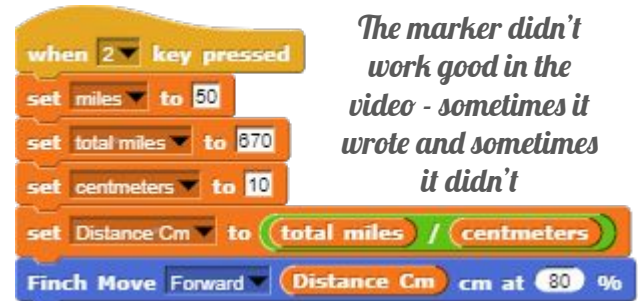 when 2 key pressed
set miles to 50
set total miles to 670
set centmeters to 10
set Distance Cm to total miles / centmeters
Finch Move Forward Distance Cm cm at 80 %
The marker didn't
work good in the
video - sometimes it
wrote and sometimes
it didn't